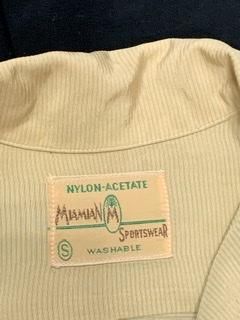 NYLON-ACETATE
MIAMIAN M
SPORTSWEAR
S
WASHABLE